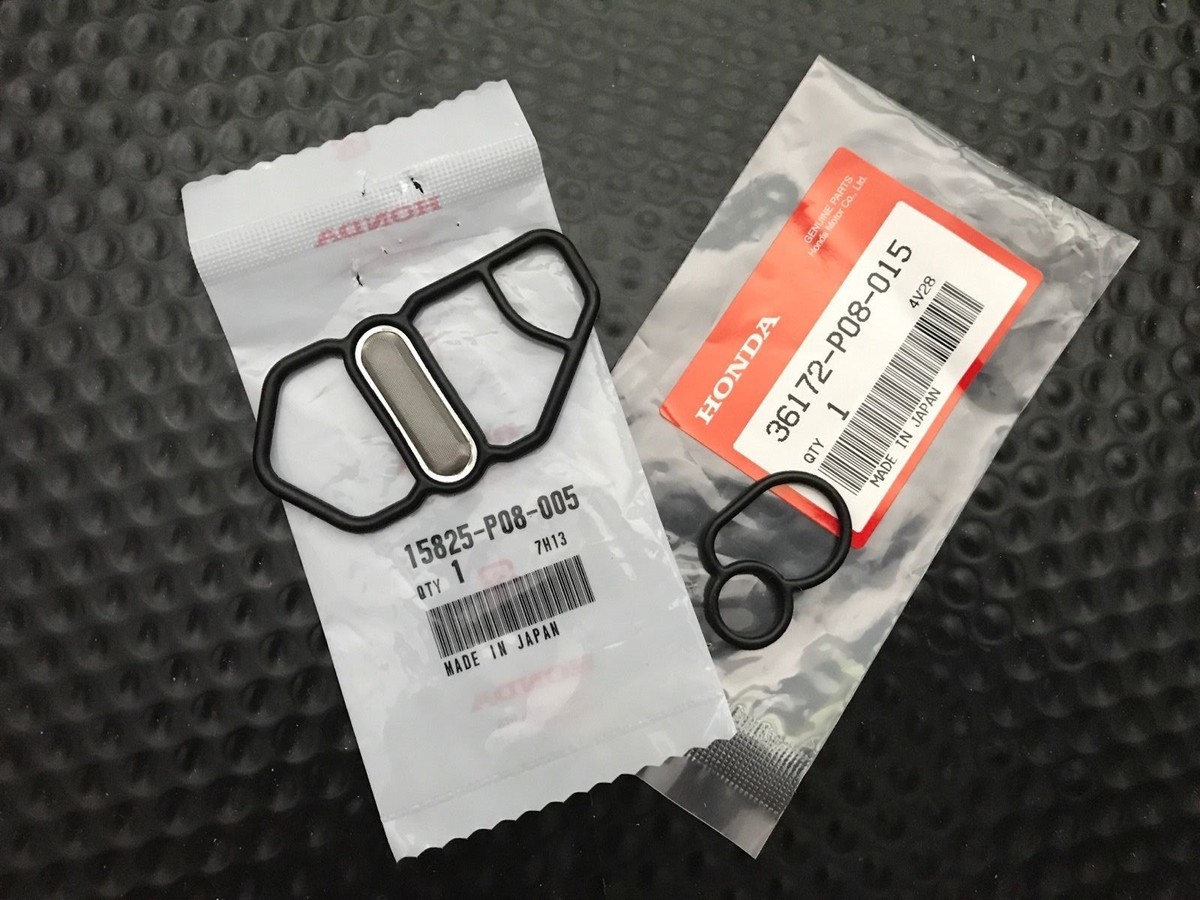 HONDA
15825-P08-005
7H13
QTY 1
MADE IN JAPAN
HONDA
GENUINE PARTS
Honda Motor Co., Ltd.
HONDA
36172-P08-015
4V28
QTY 1
MADE IN JAPAN